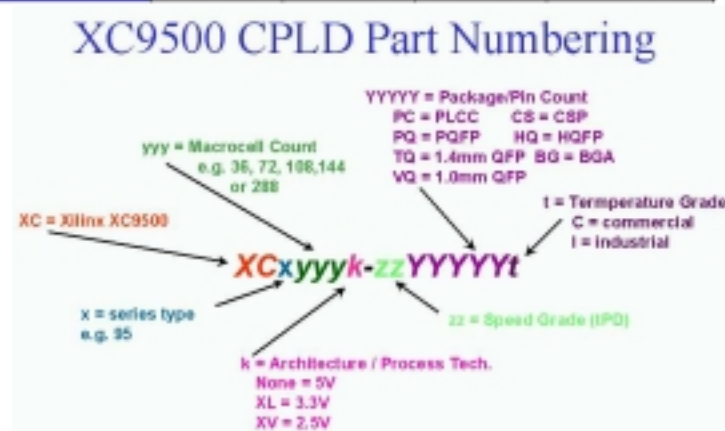 XC9500 CPLD Part Numbering
YYYYY = Package/Pin Count
PC = PLCC CS = CSP
PQ = PQFP HQ = HQFP
TQ = 1.4mm QFP BG = BGA
VQ = 1.0mm QFP
yyy = Macrocell Count
e.g. 36, 72, 108,144
or 288
t = Termperature Grade
C = commercial
I = industrial
XC = Xilinx XC9500
XCxyyyk-zzYYYYYt
x = series type
e.g. 95
zz = Speed Grade (tPD)
k = Architecture / Process Tech.
None = 5V
XL = 3.3V
XV = 2.5V